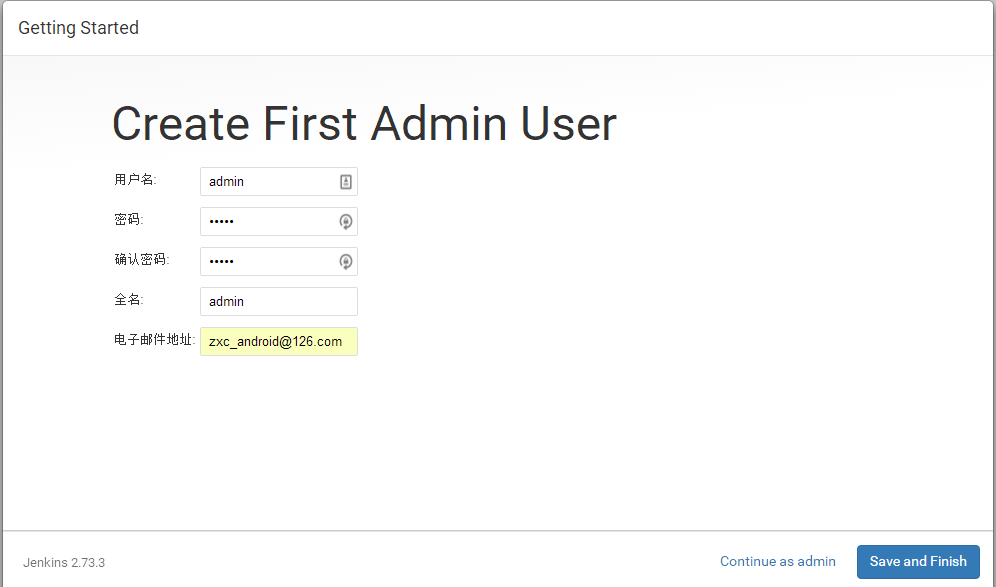 Getting Started
Create First Admin User
用户名: admin
密码: •••••
确认密码: •••••
全名: admin
电子邮件地址: zxc_android@126.com
Jenkins 2.73.3 Continue as admin Save and Finish